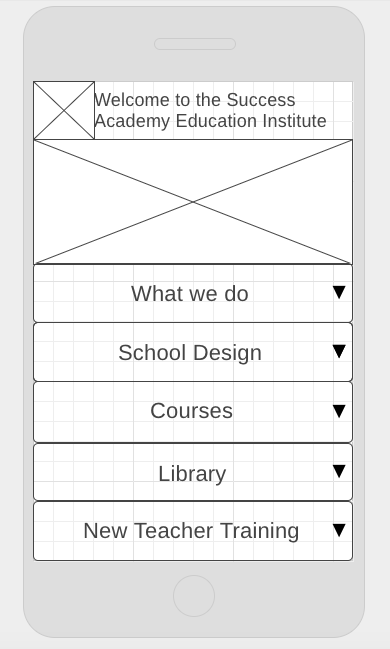 Welcome to the Success
Academy Education Institute
What we do
School Design
Courses
Library
New Teacher Training